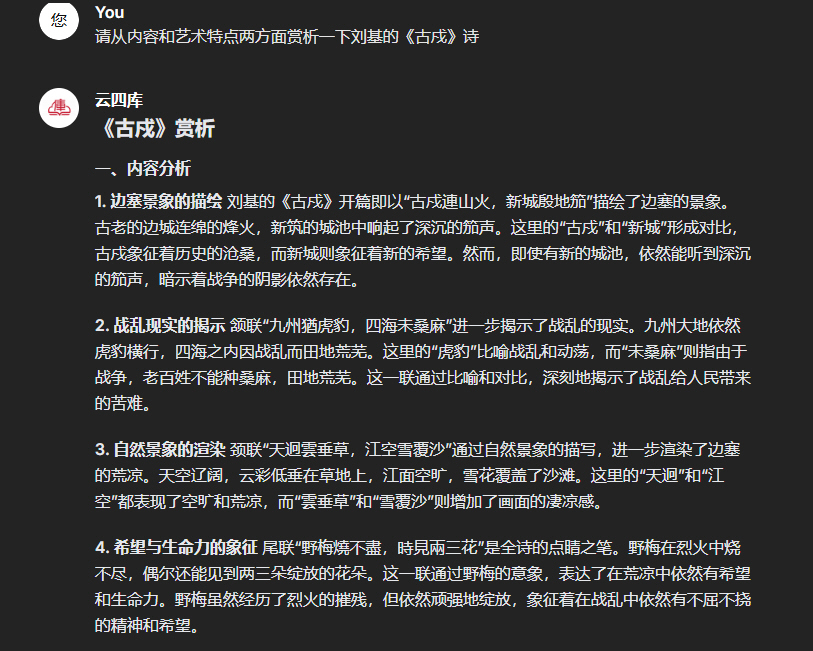 您
You
请从内容和艺术特点两方面赏析一下刘基的《古戍》诗
庫
云四库
《古戍》赏析
一、内容分析
1. 边塞景象的描绘 刘基的《古戍》开篇即以“古戍連山火，新城殷地笳”描绘了边塞的景象。
古老的边城连绵的烽火，新筑的城池中响起了深沉的笳声。这里的“古戍”和“新城”形成对比，
古戍象征着历史的沧桑，而新城则象征着新的希望。然而，即使有新的城池，依然能听到深沉
的笳声，暗示着战争的阴影依然存在。
2. 战乱现实的揭示 颔联“九州猶虎豹，四海未桑麻”进一步揭示了战乱的现实。九州大地依然
虎豹横行，四海之内因战乱而田地荒芜。这里的“虎豹”比喻战乱和动荡，而“未桑麻”则指由于
战争，老百姓不能种桑麻，田地荒芜。这一联通过比喻和对比，深刻地揭示了战乱给人民带来
的苦难。
3. 自然景象的渲染 颈联“天迥雲垂草，江空雪覆沙”通过自然景象的描写，进一步渲染了边塞
的荒凉。天空辽阔，云彩低垂在草地上，江面空旷，雪花覆盖了沙滩。这里的“天迥”和“江
空”都表现了空旷和荒凉，而“雲垂草”和“雪覆沙”则增加了画面的凄凉感。
4. 希望与生命力的象征 尾联“野梅燒不盡，時見兩三花”是全诗的点睛之笔。野梅在烈火中烧
不尽，偶尔还能见到两三朵绽放的花朵。这一联通过野梅的意象，表达了在荒凉中依然有希望
和生命力。野梅虽然经历了烈火的摧残，但依然顽强地绽放，象征着在战乱中依然有不屈不挠
的精神和希望。